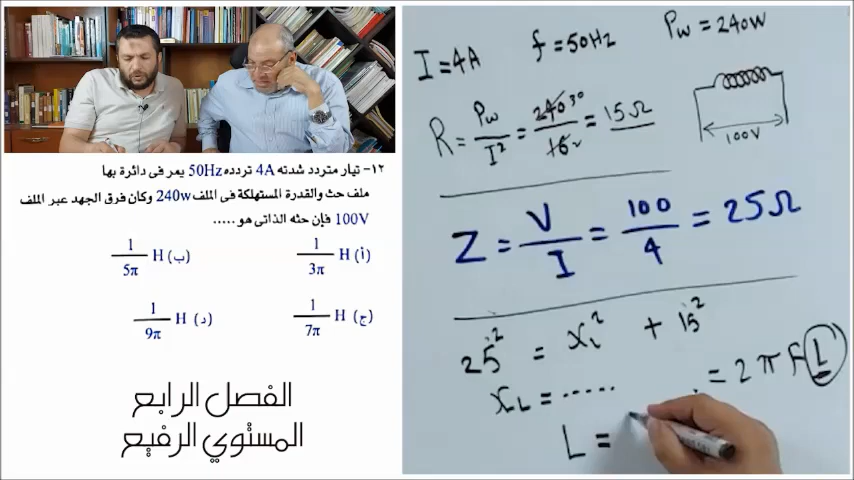 ١٢- تيار متردد شدته 4A تردده 50Hz يمر فى دائرة بها
ملف حث والقدرة المستهلكة فى الملف 240w وكان فرق الجهد عبر الملف
100V فإن حثه الذاتى هو .....
(أ) 1/3π H
(ب) 1/5π H
(ج) 1/7π H
(د) 1/9π H
الفصل الرابع
المستوي الرفيع
I = 4A f = 50Hz Pw = 240W
R = Pw/I² = 240/16 = 15Ω
100V
Z = V/I = 100/4 = 25Ω
25² = XL² + 15²
XL = ..... = 2πfL
L =